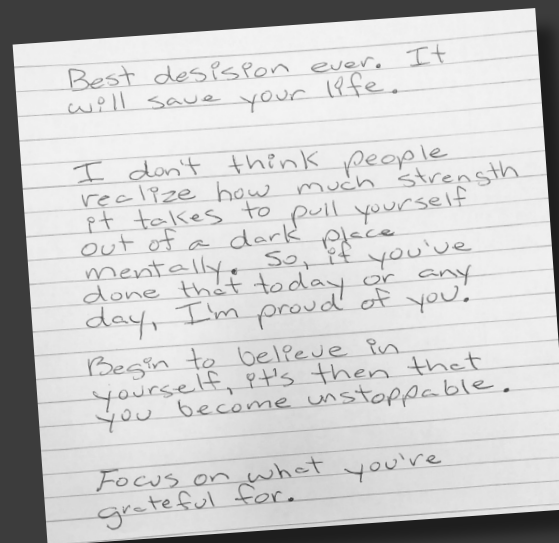 Best desision ever. It
will save your life.
I don't think people
realize how much strength
it takes to pull yourself
out of a dark place
mentally. So, if you've
done that today or any
day, I'm proud of you.
Begin to believe in
yourself, it's then that
you become unstoppable.
Focus on what you're
grateful for.